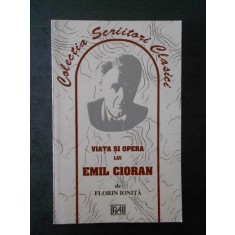 Colecția Scriitori Clasici
VIAȚA ȘI OPERA
LUI
EMIL CIORAN
de
FLORIN IONIȚĂ